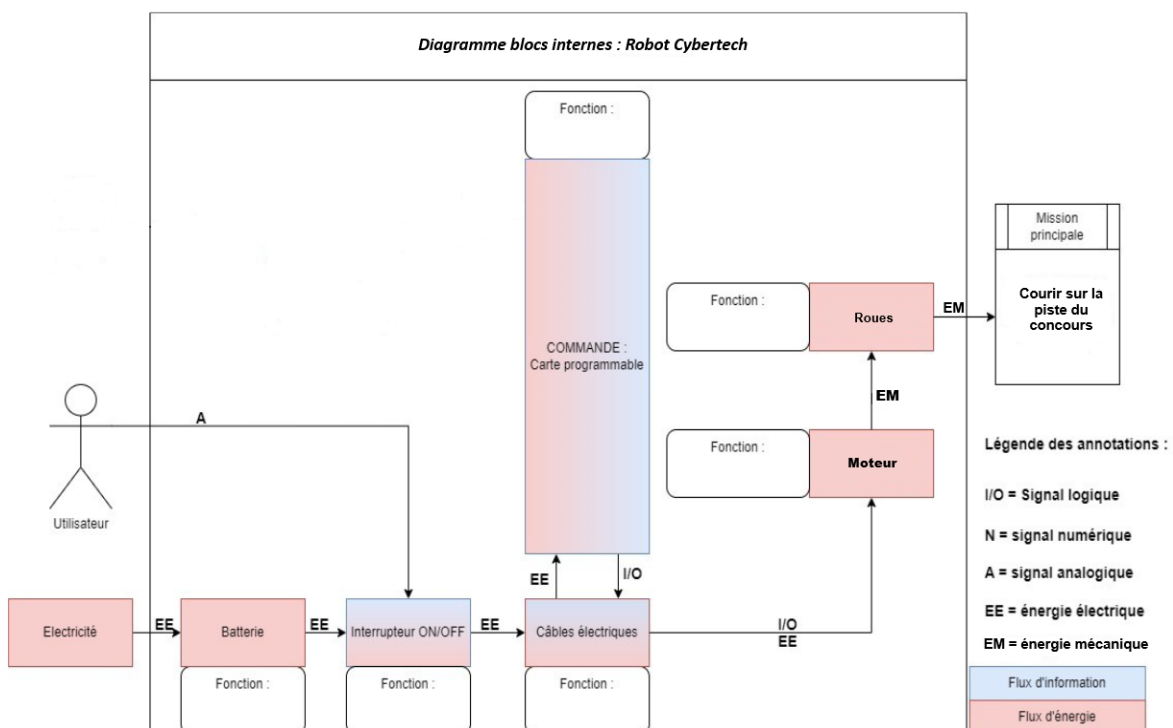 Diagramme blocs internes : Robot Cybertech
Fonction :
COMMANDE :
Carte programmable
Mission
principale
Courir sur la
piste du
concours
Fonction :
Roues
EM
EM
Fonction :
Moteur
A
Utilisateur
EE
I/O
Electricité
EE
Batterie
EE
Interrupteur ON/OFF
EE
Câbles électriques
I/O
EE
Fonction :
Fonction :
Fonction :
Légende des annotations :
I/O = Signal logique
N = signal numérique
A = signal analogique
EE = énergie électrique
EM = énergie mécanique
Flux d'information
Flux d'énergie